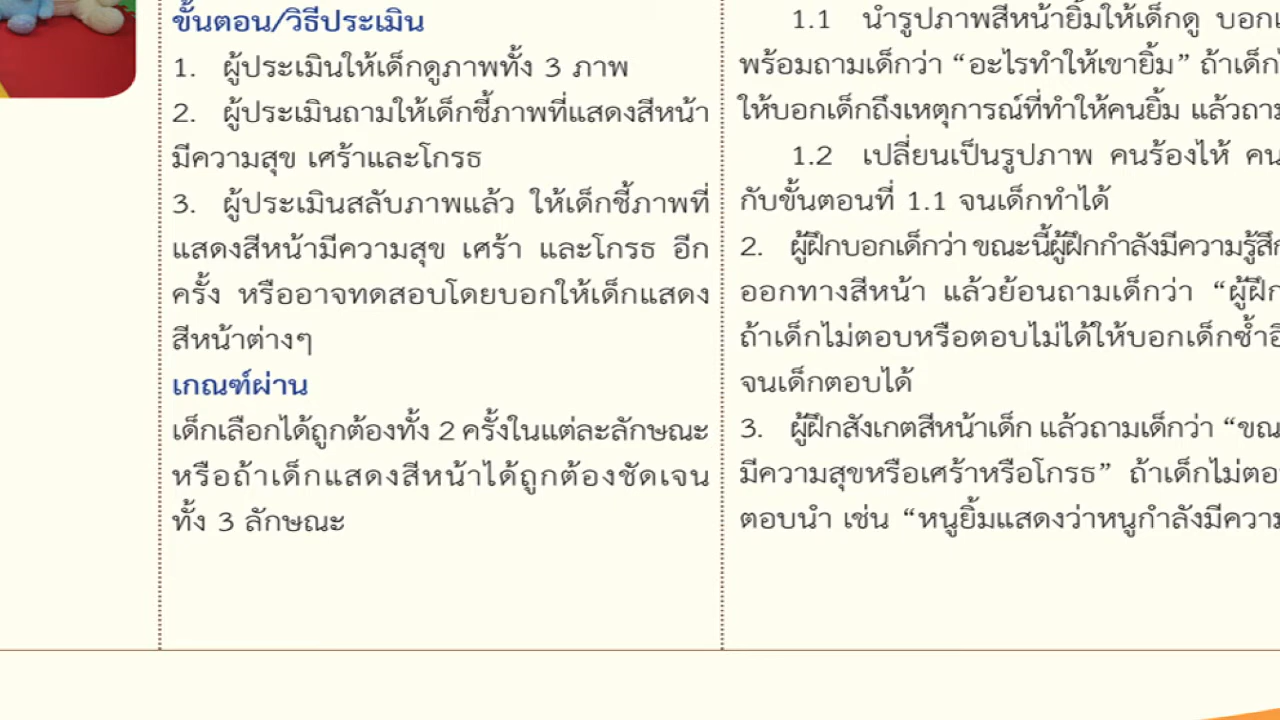 ขั้นตอน/วิธีประเมิน
1. ผู้ประเมินให้เด็กดูภาพทั้ง 3 ภาพ
2. ผู้ประเมินถามให้เด็กชี้ภาพที่แสดงสีหน้า
มีความสุข เศร้าและโกรธ
3. ผู้ประเมินสลับภาพแล้ว ให้เด็กชี้ภาพที่
แสดงสีหน้ามีความสุข เศร้า และโกรธ อีก
ครั้ง หรืออาจทดสอบโดยบอกให้เด็กแสดง
สีหน้าต่างๆ
เกณฑ์ผ่าน
เด็กเลือกได้ถูกต้องทั้ง 2 ครั้งในแต่ละลักษณะ
หรือถ้าเด็กแสดงสีหน้าได้ถูกต้องชัดเจน
ทั้ง 3 ลักษณะ
1.1 นำรูปภาพสีหน้ายิ้มให้เด็กดู
พร้อมถามเด็กว่า “อะไรทำให้เขายิ้ม” ถ้าเด็ก
ให้บอกเด็กถึงเหตุการณ์ที่ทำให้คนยิ้ม แล้วถาม
1.2 เปลี่ยนเป็นรูปภาพ คนร้องไห้ คน
กับขั้นตอนที่ 1.1 จนเด็กทำได้
2. ผู้ฝึกบอกเด็กว่า ขณะนี้ผู้ฝึกกำลังมีความรู้สึก
ออกทางสีหน้า แล้วย้อนถามเด็กว่า “ผู้ฝึก
ถ้าเด็กไม่ตอบหรือตอบไม่ได้ให้บอกเด็กซ้ำ
จนเด็กตอบได้
3. ผู้ฝึกสังเกตสีหน้าเด็ก แล้วถามเด็กว่า “ขณ
มีความสุขหรือเศร้าหรือโกรธ” ถ้าเด็กไม่ตอ
ตอบนำ เช่น “หนูยิ้มแสดงว่าหนูกำลังมีความ